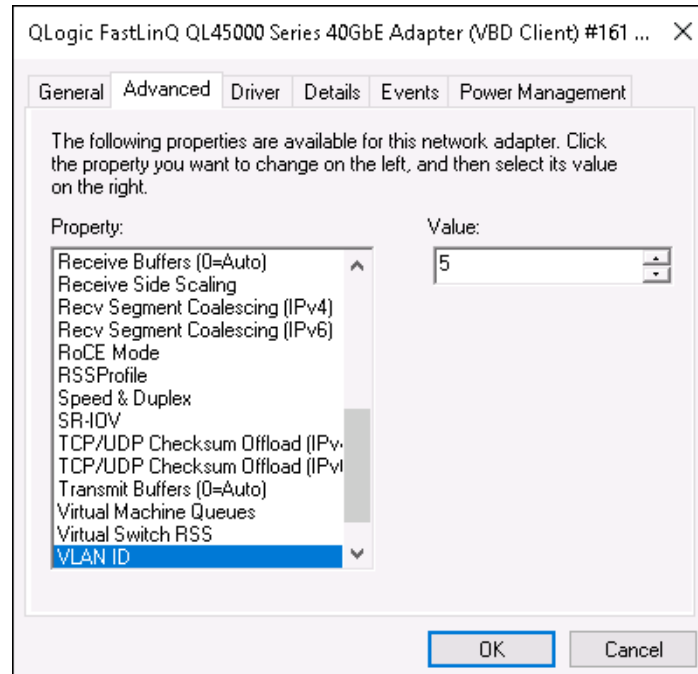 QLogic FastLinQ QL45000 Series 40GbE Adapter (VBD Client) #161 ...
General Advanced Driver Details Events Power Management
The following properties are available for this network adapter. Click
the property you want to change on the left, and then select its value
on the right.
Property:
Value:
Receive Buffers (0=Auto)
5
Receive Side Scaling
Recv Segment Coalescing (IPv4)
Recv Segment Coalescing (IPv6)
RoCE Mode
RSSProfile
Speed & Duplex
SR-IOV
TCP/UDP Checksum Offload (IPv
TCP/UDP Checksum Offload (IPv
Transmit Buffers (0=Auto)
Virtual Machine Queues
Virtual Switch RSS
VLAN ID
OK
Cancel